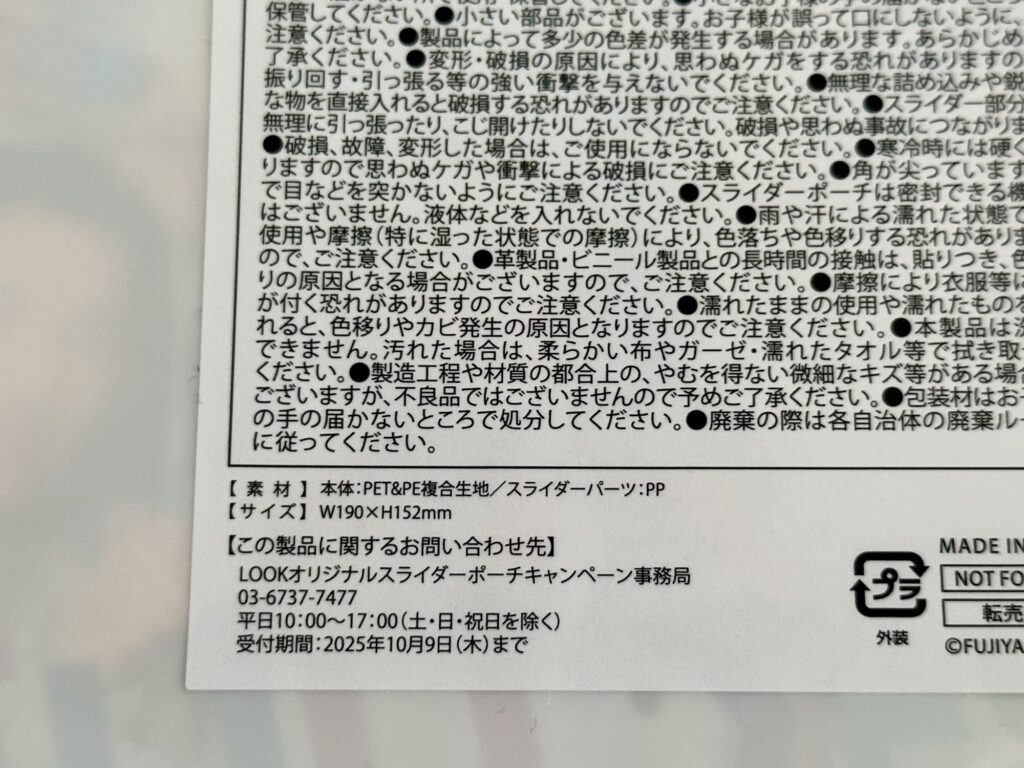 保管してください。●小さい部品がございます。お子様が誤って口にしないように、
注意ください。●製品によって多少の色差が発生する場合があります。あらかじめ
了承ください。●変形・破損の原因により、思わぬケガをする恐れがありますの
振り回す・引っ張る等の強い衝撃を与えないでください。●無理な詰め込みや鋭
な物を直接入れると破損する恐れがありますのでご注意ください。●スライダー部分
無理に引っ張ったり、こじ開けたりしないでください。破損や思わぬ事故につながりま
●破損、故障、変形した場合は、ご使用にならないでください。●寒冷時には硬く
りますので思わぬケガや衝撃による破損にご注意ください。●角が尖っています
で目などを突かないようにご注意ください。●スライダーポーチは密封できる機
はございません。液体などを入れないでください。●雨や汗による濡れた状態で
使用や摩擦(特に湿った状態での摩擦)により、色落ちや色移りする恐れがありま
ので、ご注意ください。●革製品・ビニール製品との長時間の接触は、貼りつき、色
りの原因となる場合がございますので、ご注意ください。●摩擦により衣服等に
が付く恐れがありますのでご注意ください。●濡れたままの使用や濡れたものを
れると、色移りやカビ発生の原因となりますのでご注意ください。●本製品は洗
できません。汚れた場合は、柔らかい布やガーゼ・濡れたタオル等で拭き取
ください。●製造工程や材質の都合上の、やむを得ない微細なキズ等がある場合
ございますが、不良品ではございませんので予めご了承ください。●包装材はお子
の手の届かないところで処分してください。●廃棄の際は各自治体の廃棄ルー
に従ってください。
【素材】本体:PET&PE複合生地/スライダーパーツ:PP
【サイズ】W190×H152mm
【この製品に関するお問い合わせ先】
LOOKオリジナルスライダーポーチキャンペーン事務局
03-6737-7477
平日10:00〜17:00(土・日・祝日を除く)
受付期間:2025年10月9日(木)まで
プラ
外装
MADE IN
NOT FO
転売
©FUJIYA